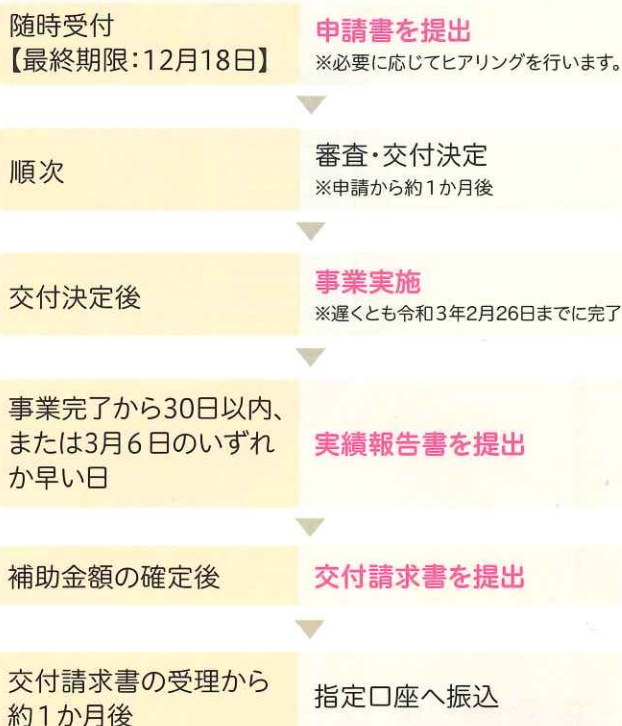 随時受付
【最終期限:12月18日】
申請書を提出
※必要に応じてヒアリングを行います。
順次
審査・交付決定
※申請から約1か月後
交付決定後
事業実施
※遅くとも令和3年2月26日までに完了
事業完了から30日以内、
または3月6日のいずれ
か早い日
実績報告書を提出
補助金額の確定後
交付請求書を提出
交付請求書の受理から
約1か月後
指定口座へ振込